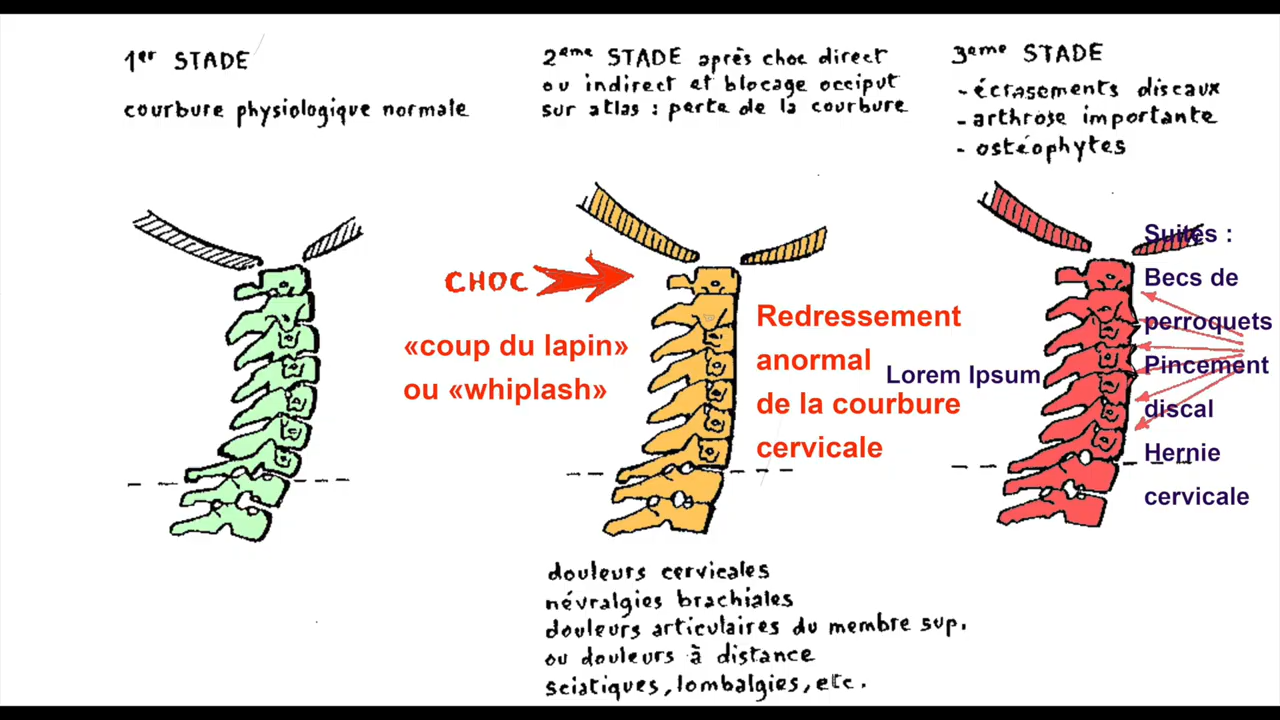 1er STADE
courbure physiologique normale
2ème STADE après choc direct
ou indirect et blocage occiput
sur atlas : perte de la courbure
3eme STADE
- écrasements discaux
- arthrose importante
- ostéophytes
CHOC
«coup du lapin»
ou «whiplash»
Redressement
anormal
de la courbure
cervicale
Lorem Ipsum
Suites :
Becs de
perroquets
Pincement
discal
Hernie
cervicale
douleurs cervicales
névralgies brachiales
douleurs articulaires du membre sup.
ou douleurs à distance
sciatiques, lombalgies, etc.